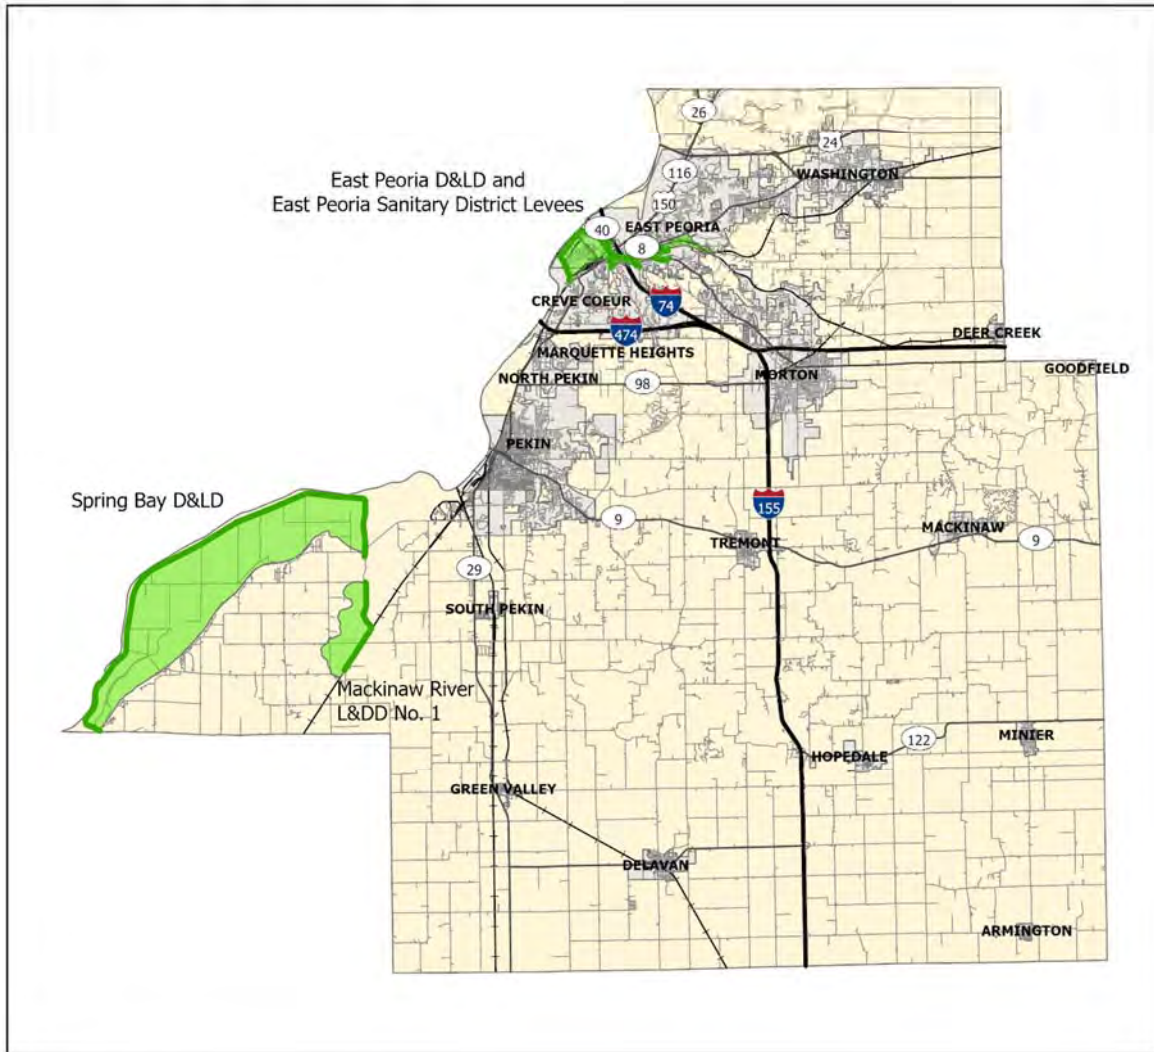 26
24
116
WASHINGTON
East Peoria D&LD and
East Peoria Sanitary District Levees
150
EAST PEORIA
40
8
CREVE COEUR
74
474
DEER CREEK
MARQUETTE HEIGHTS
GOODFIELD
MORTON
NORTH PEKIN
98
PEKIN
Spring Bay D&LD
155
9
MACKINAW
TREMONT
9
29
SOUTH PEKIN
Mackinaw River
L&DD No. 1
122
MINIER
HOPEDALE
GREEN VALLEY
DELAVAN
ARMINGTON